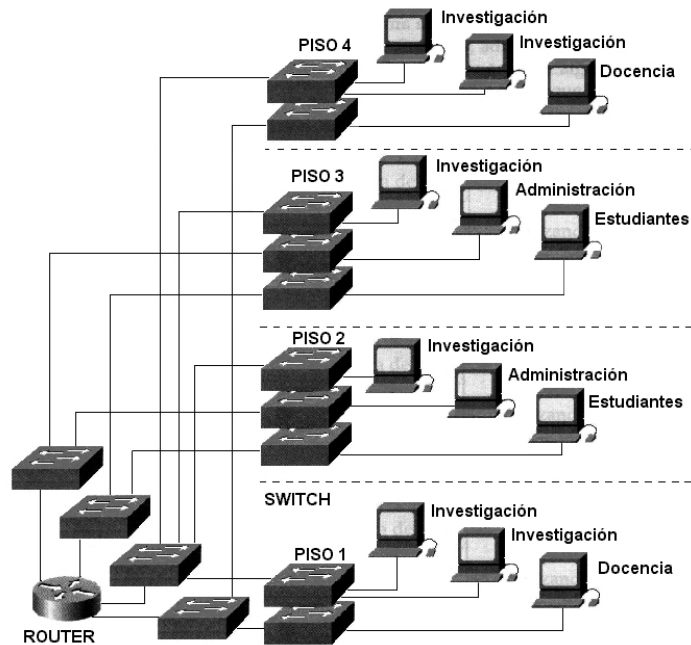 Investigación
PISO 4
Investigación
Docencia
PISO 3
Investigación
Administración
Estudiantes
PISO 2
Investigación
Administración
Estudiantes
SWITCH
Investigación
Investigación
PISO 1
Docencia
ROUTER